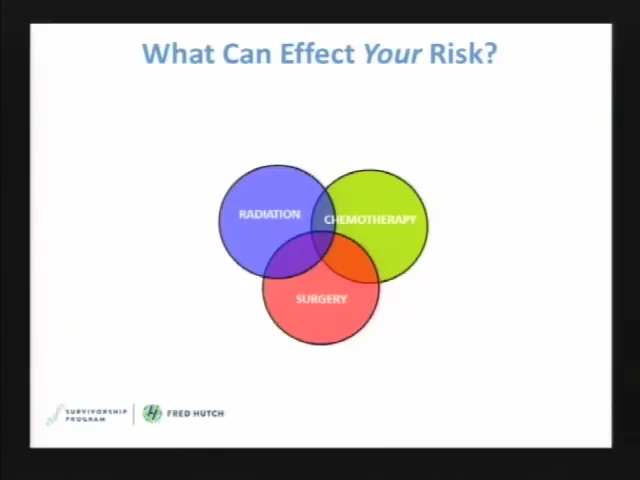 What Can Effect Your Risk?
RADIATION
CHEMOTHERAPY
SURGERY
SURVIVORSHIP
PROGRAM
FRED HUTCH